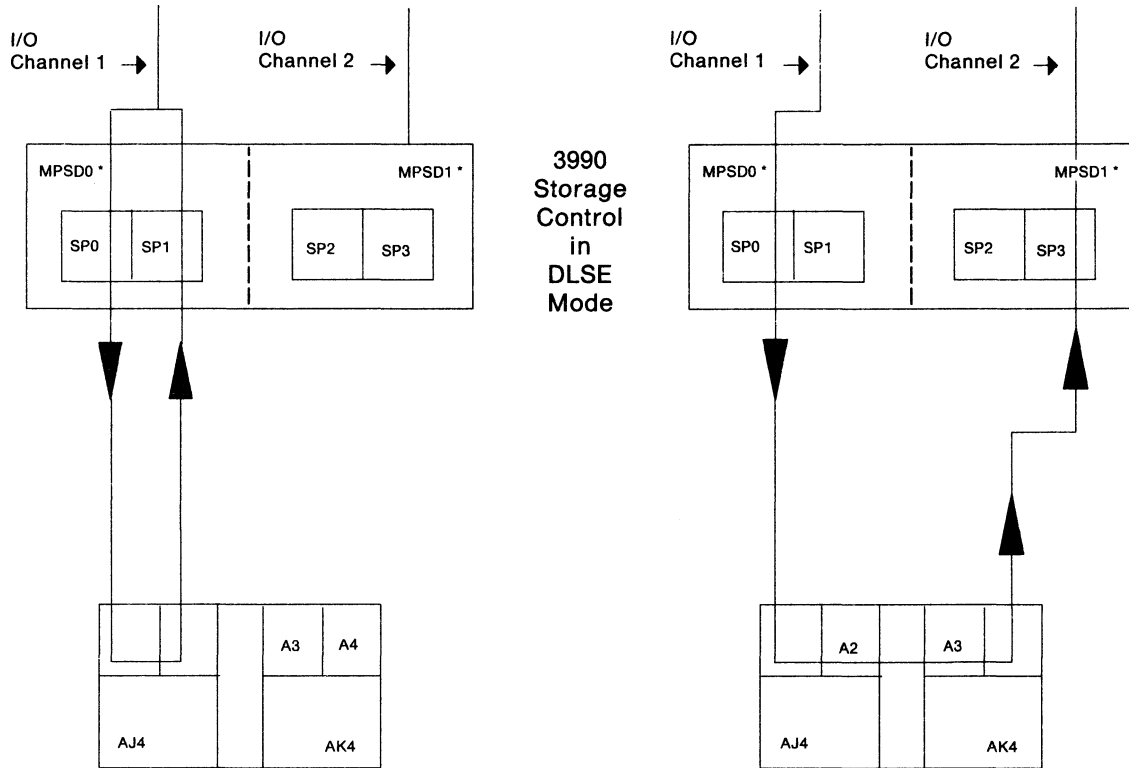 I/O
Channel 1
I/O
Channel 2
MPSD0 *
MPSD1 *
SP0
SP1
SP2
SP3
A3
A4
AJ4
AK4
3990
Storage
Control
in
DLSE
Mode
I/O
Channel 1
I/O
Channel 2
MPSD0 *
MPSD1 *
SP0
SP1
SP2
SP3
A2
A3
AJ4
AK4